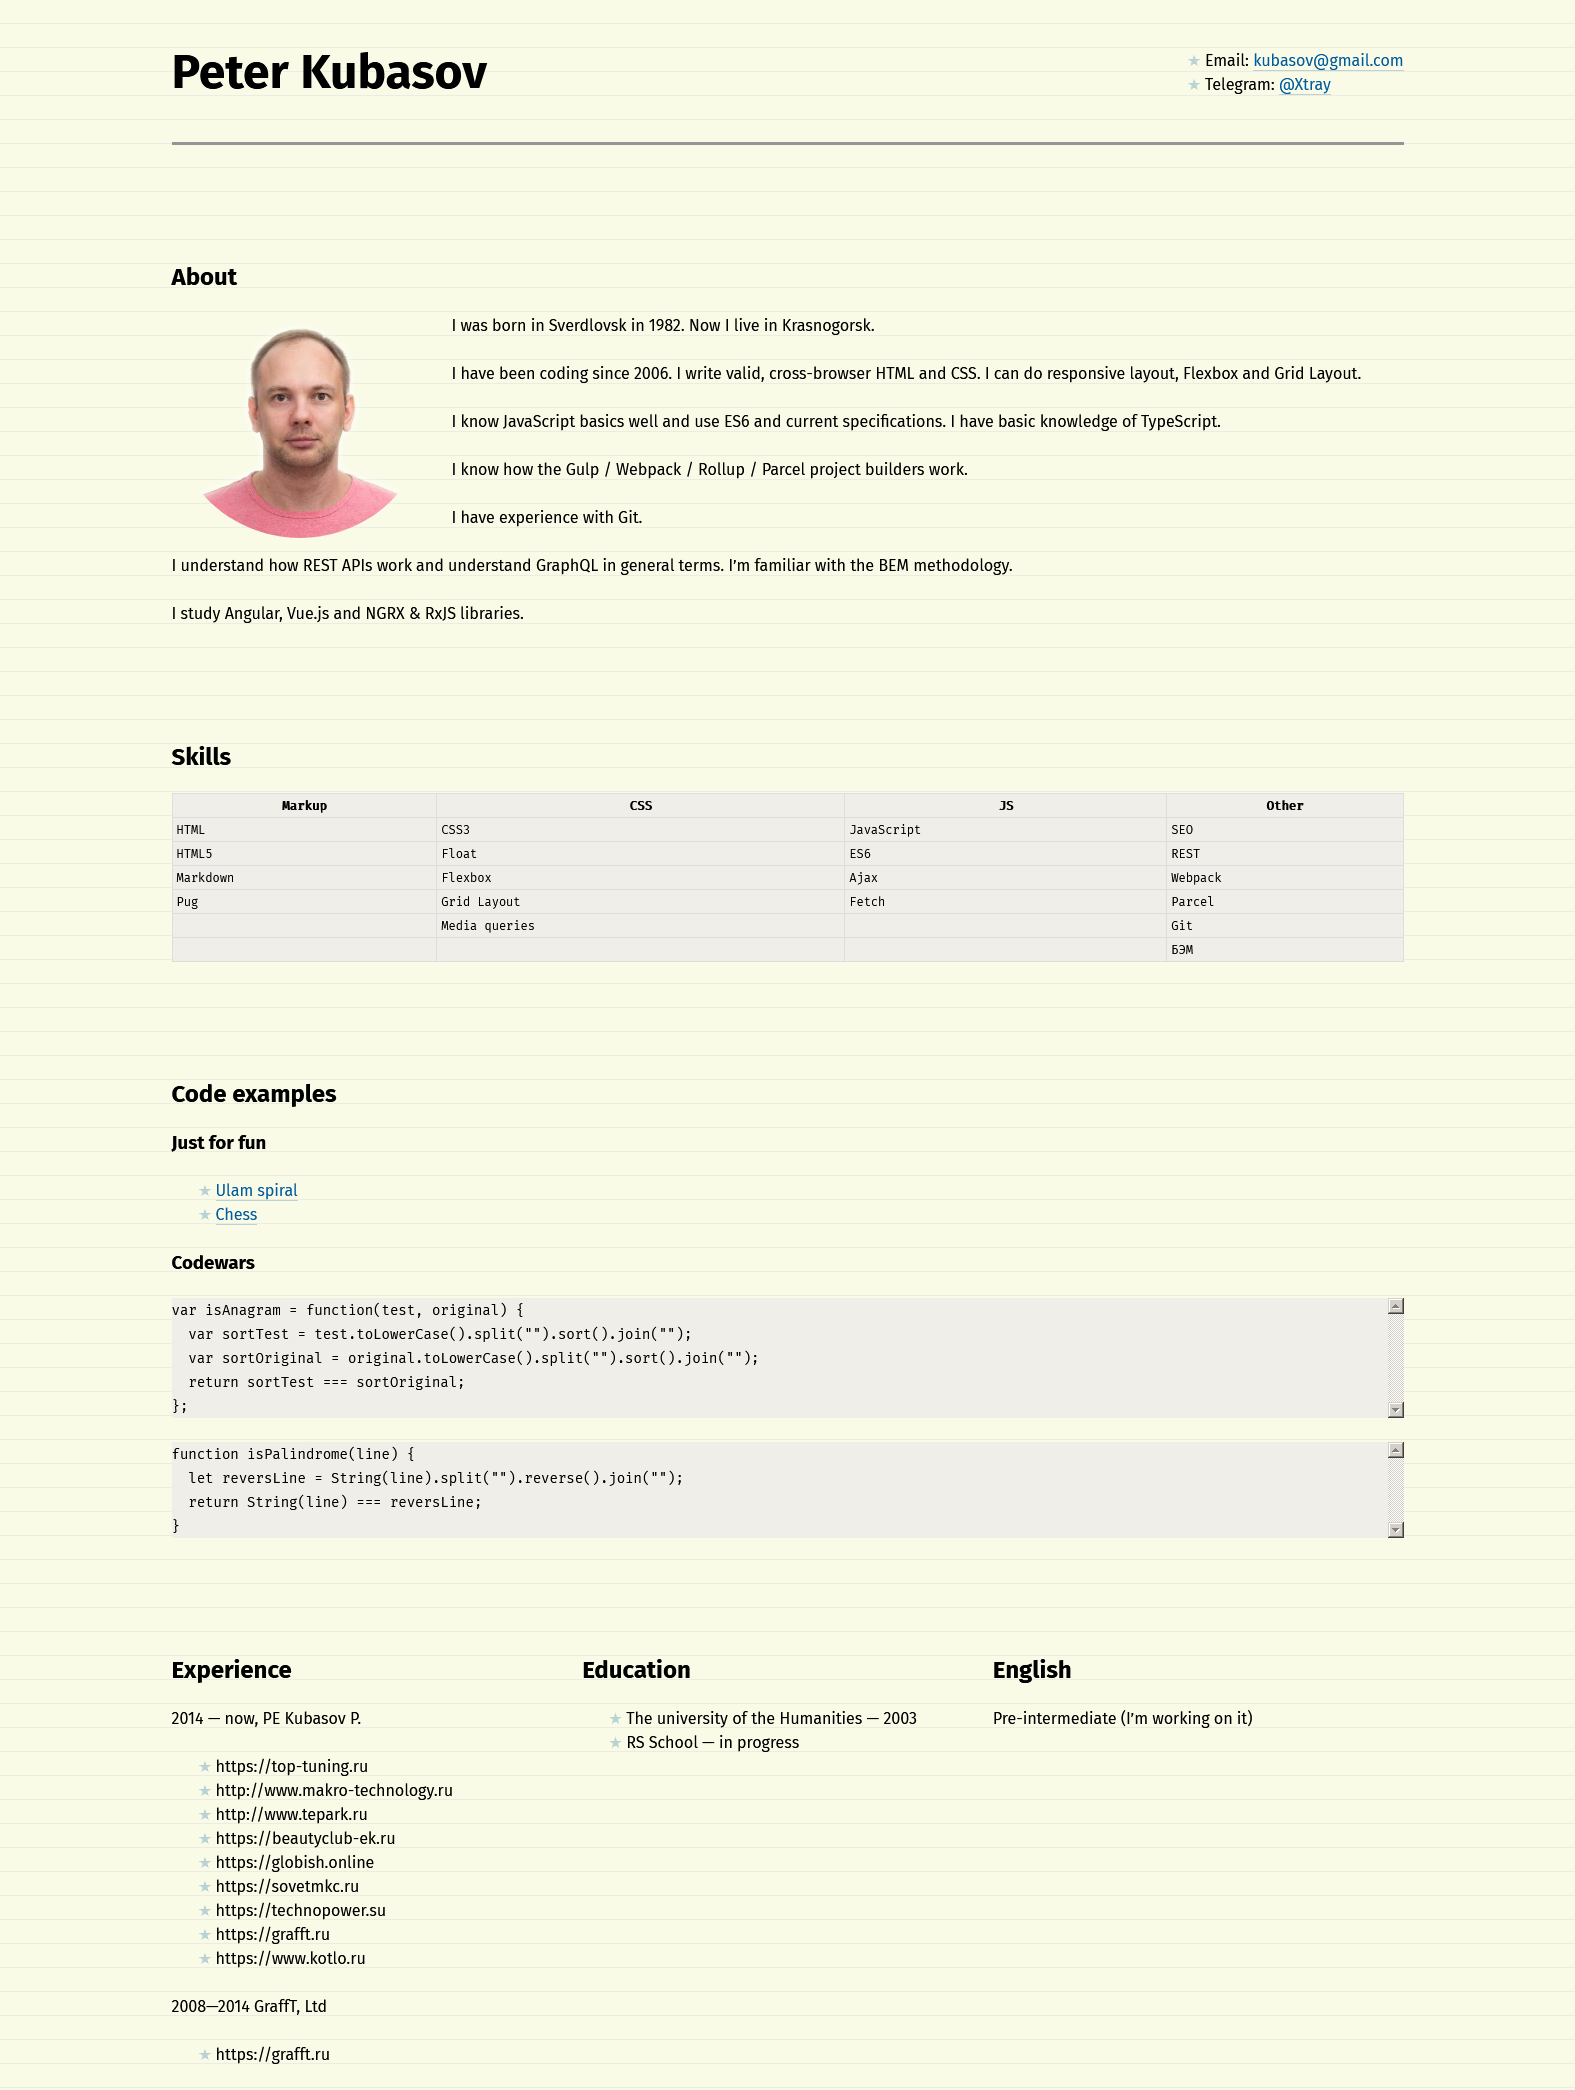 Peter Kubasov
★ Email: kubasov@gmail.com
★ Telegram: @Xtray
About
I was born in Sverdlovsk in 1982. Now I live in Krasnogorsk.
I have been coding since 2006. I write valid, cross-browser HTML and CSS. I can do responsive layout, Flexbox and Grid Layout.
I know JavaScript basics well and use ES6 and current specifications. I have basic knowledge of TypeScript.
I know how the Gulp / Webpack / Rollup / Parcel project builders work.
I have experience with Git.
I understand how REST APIs work and understand GraphQL in general terms. I’m familiar with the BEM methodology.
I study Angular, Vue.js and NGRX & RxJS libraries.
Skills
Markup CSS JS Other
HTML CSS3 JavaScript SEO
HTML5 Float ES6 REST
Markdown Flexbox Ajax Webpack
Pug Grid Layout Fetch Parcel
Media queries Git
БЭМ
Code examples
Just for fun
★ Ulam spiral
★ Chess
Codewars
var isAnagram = function(test, original) {
  var sortTest = test.toLowerCase().split("").sort().join("");
  var sortOriginal = original.toLowerCase().split("").sort().join("");
  return sortTest === sortOriginal;
};
function isPalindrome(line) {
  let reversLine = String(line).split("").reverse().join("");
  return String(line) === reversLine;
}
Experience
2014 — now, PE Kubasov P.
★ https://top-tuning.ru
★ http://www.makro-technology.ru
★ http://www.tepark.ru
★ https://beautyclub-ek.ru
★ https://globish.online
★ https://sovetmkc.ru
★ https://technopower.su
★ https://grafft.ru
★ https://www.kotlo.ru
2008—2014 GraffT, Ltd
★ https://grafft.ru
Education
★ The university of the Humanities — 2003
★ RS School — in progress
English
Pre-intermediate (I’m working on it)